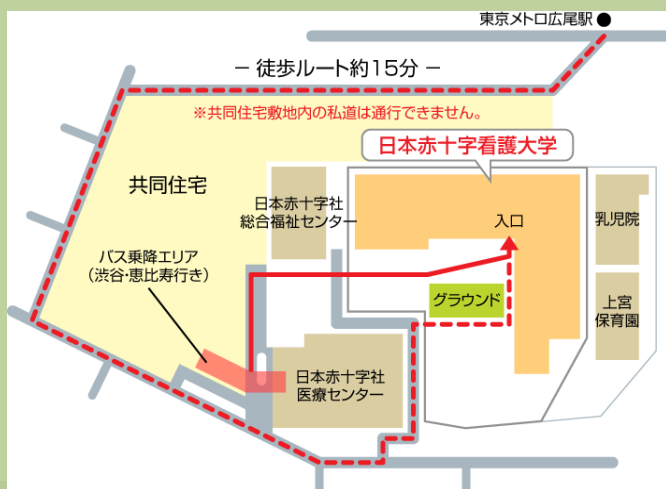 東京メトロ広尾駅
― 徒歩ルート約15分 ―
※共同住宅敷地内の私道は通行できません。
日本赤十字看護大学
共同住宅
日本赤十字社
総合福祉センター
入口
乳児院
バス乗降エリア
（渋谷・恵比寿行き）
グラウンド
上宮
保育園
日本赤十字社
医療センター